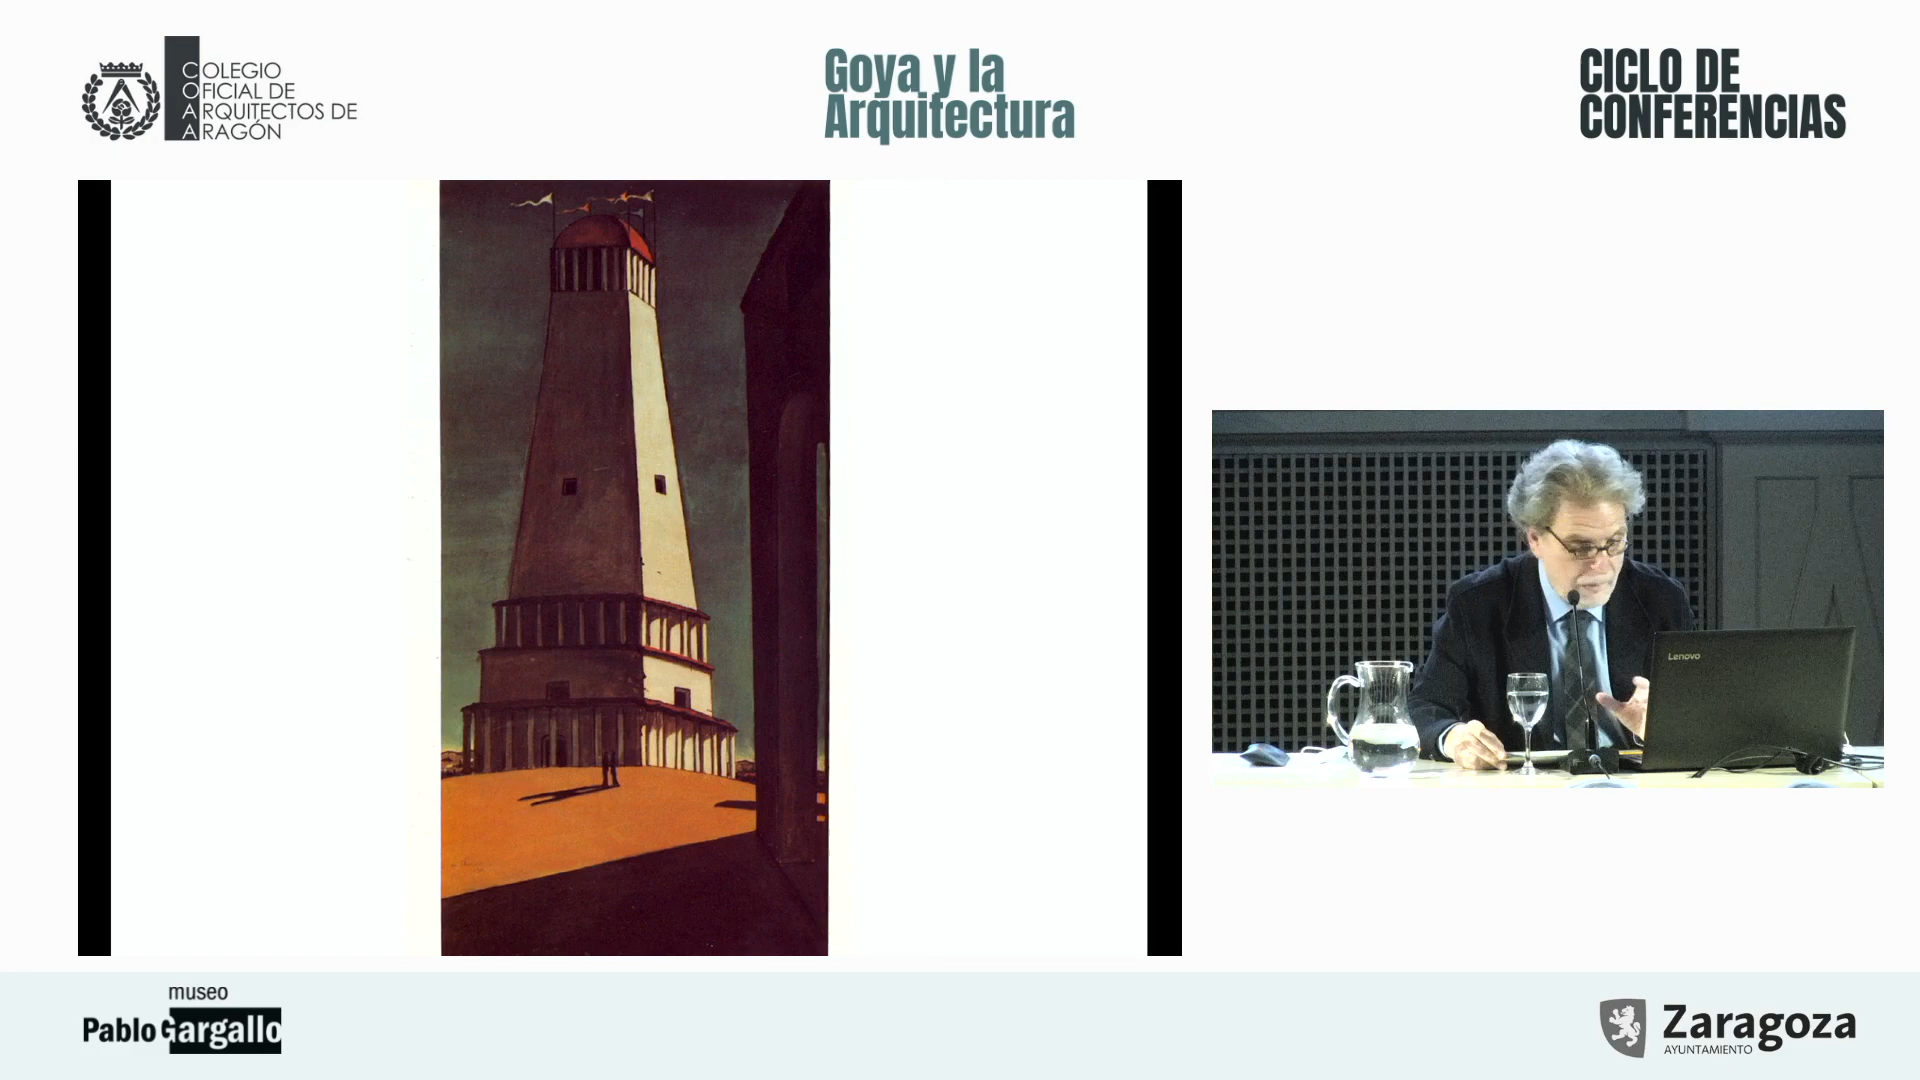 COLEGIO
OFICIAL DE
ARQUITECTOS DE
ARAGÓN
Goya y la
Arquitectura
CICLO DE
CONFERENCIAS
Lenovo
museo
Pablo Gargallo
Zaragoza
AYUNTAMIENTO